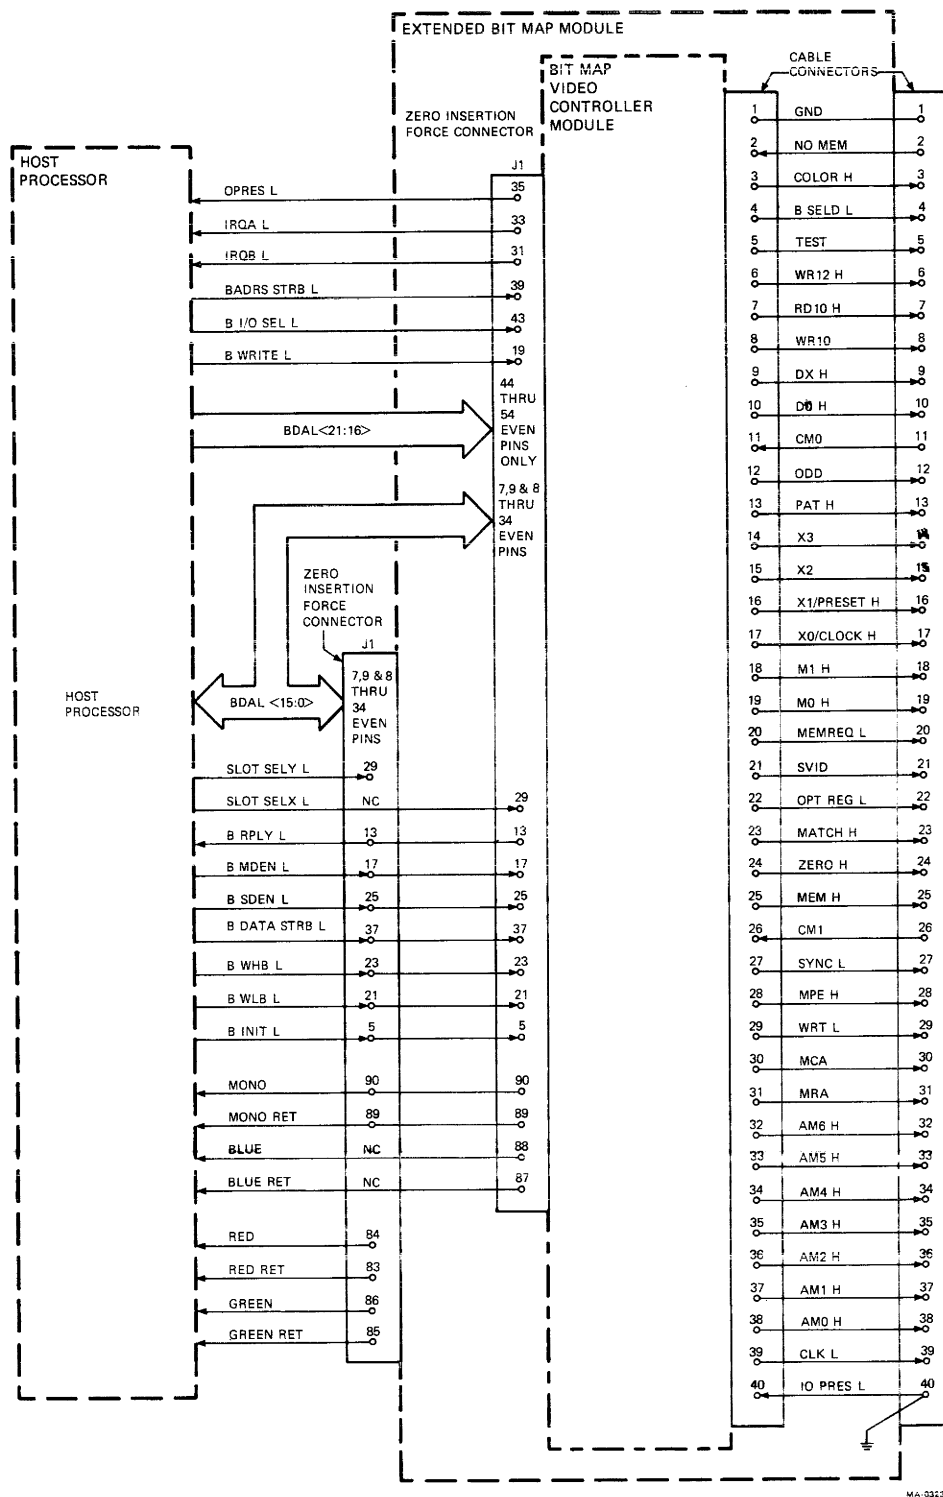 EXTENDED BIT MAP MODULE
BIT MAP
VIDEO
CONTROLLER
MODULE
CABLE
CONNECTORS
ZERO INSERTION
FORCE CONNECTOR
HOST
PROCESSOR
J1
OPRES L 35
IRQA L 33
IRQB L 31
BADRS STRB L 39
B I/O SEL L 43
B WRITE L 19
BDAL<21:16>
44
THRU
54
EVEN
PINS
ONLY
7,9 & 8
THRU
34
EVEN
PINS
ZERO
INSERTION
FORCE
CONNECTOR
J1
7,9 & 8
THRU
34
EVEN
PINS
HOST
PROCESSOR
BDAL <15:0>
SLOT SELY L 29
SLOT SELX L NC 29
B RPLY L 13 13
B MDEN L 17 17
B SDEN L 25 25
B DATA STRB L 37 37
B WHB L 23 23
B WLB L 21 21
B INIT L 5 5
MONO 90 90
MONO RET 89 89
BLUE NC 88
BLUE RET NC 87
RED 84
RED RET 83
GREEN 86
GREEN RET 85
1 GND 1
2 NO MEM 2
3 COLOR H 3
4 B SELD L 4
5 TEST 5
6 WR12 H 6
7 RD10 H 7
8 WR10 8
9 DX H 9
10 D0 H 10
11 CM0 11
12 ODD 12
13 PAT H 13
14 X3 14
15 X2 15
16 X1/PRESET H 16
17 X0/CLOCK H 17
18 M1 H 18
19 M0 H 19
20 MEMREQ L 20
21 SVID 21
22 OPT REG L 22
23 MATCH H 23
24 ZERO H 24
25 MEM H 25
26 CM1 26
27 SYNC L 27
28 MPE H 28
29 WRT L 29
30 MCA 30
31 MRA 31
32 AM6 H 32
33 AM5 H 33
34 AM4 H 34
35 AM3 H 35
36 AM2 H 36
37 AM1 H 37
38 AM0 H 38
39 CLK L 39
40 IO PRES L 40